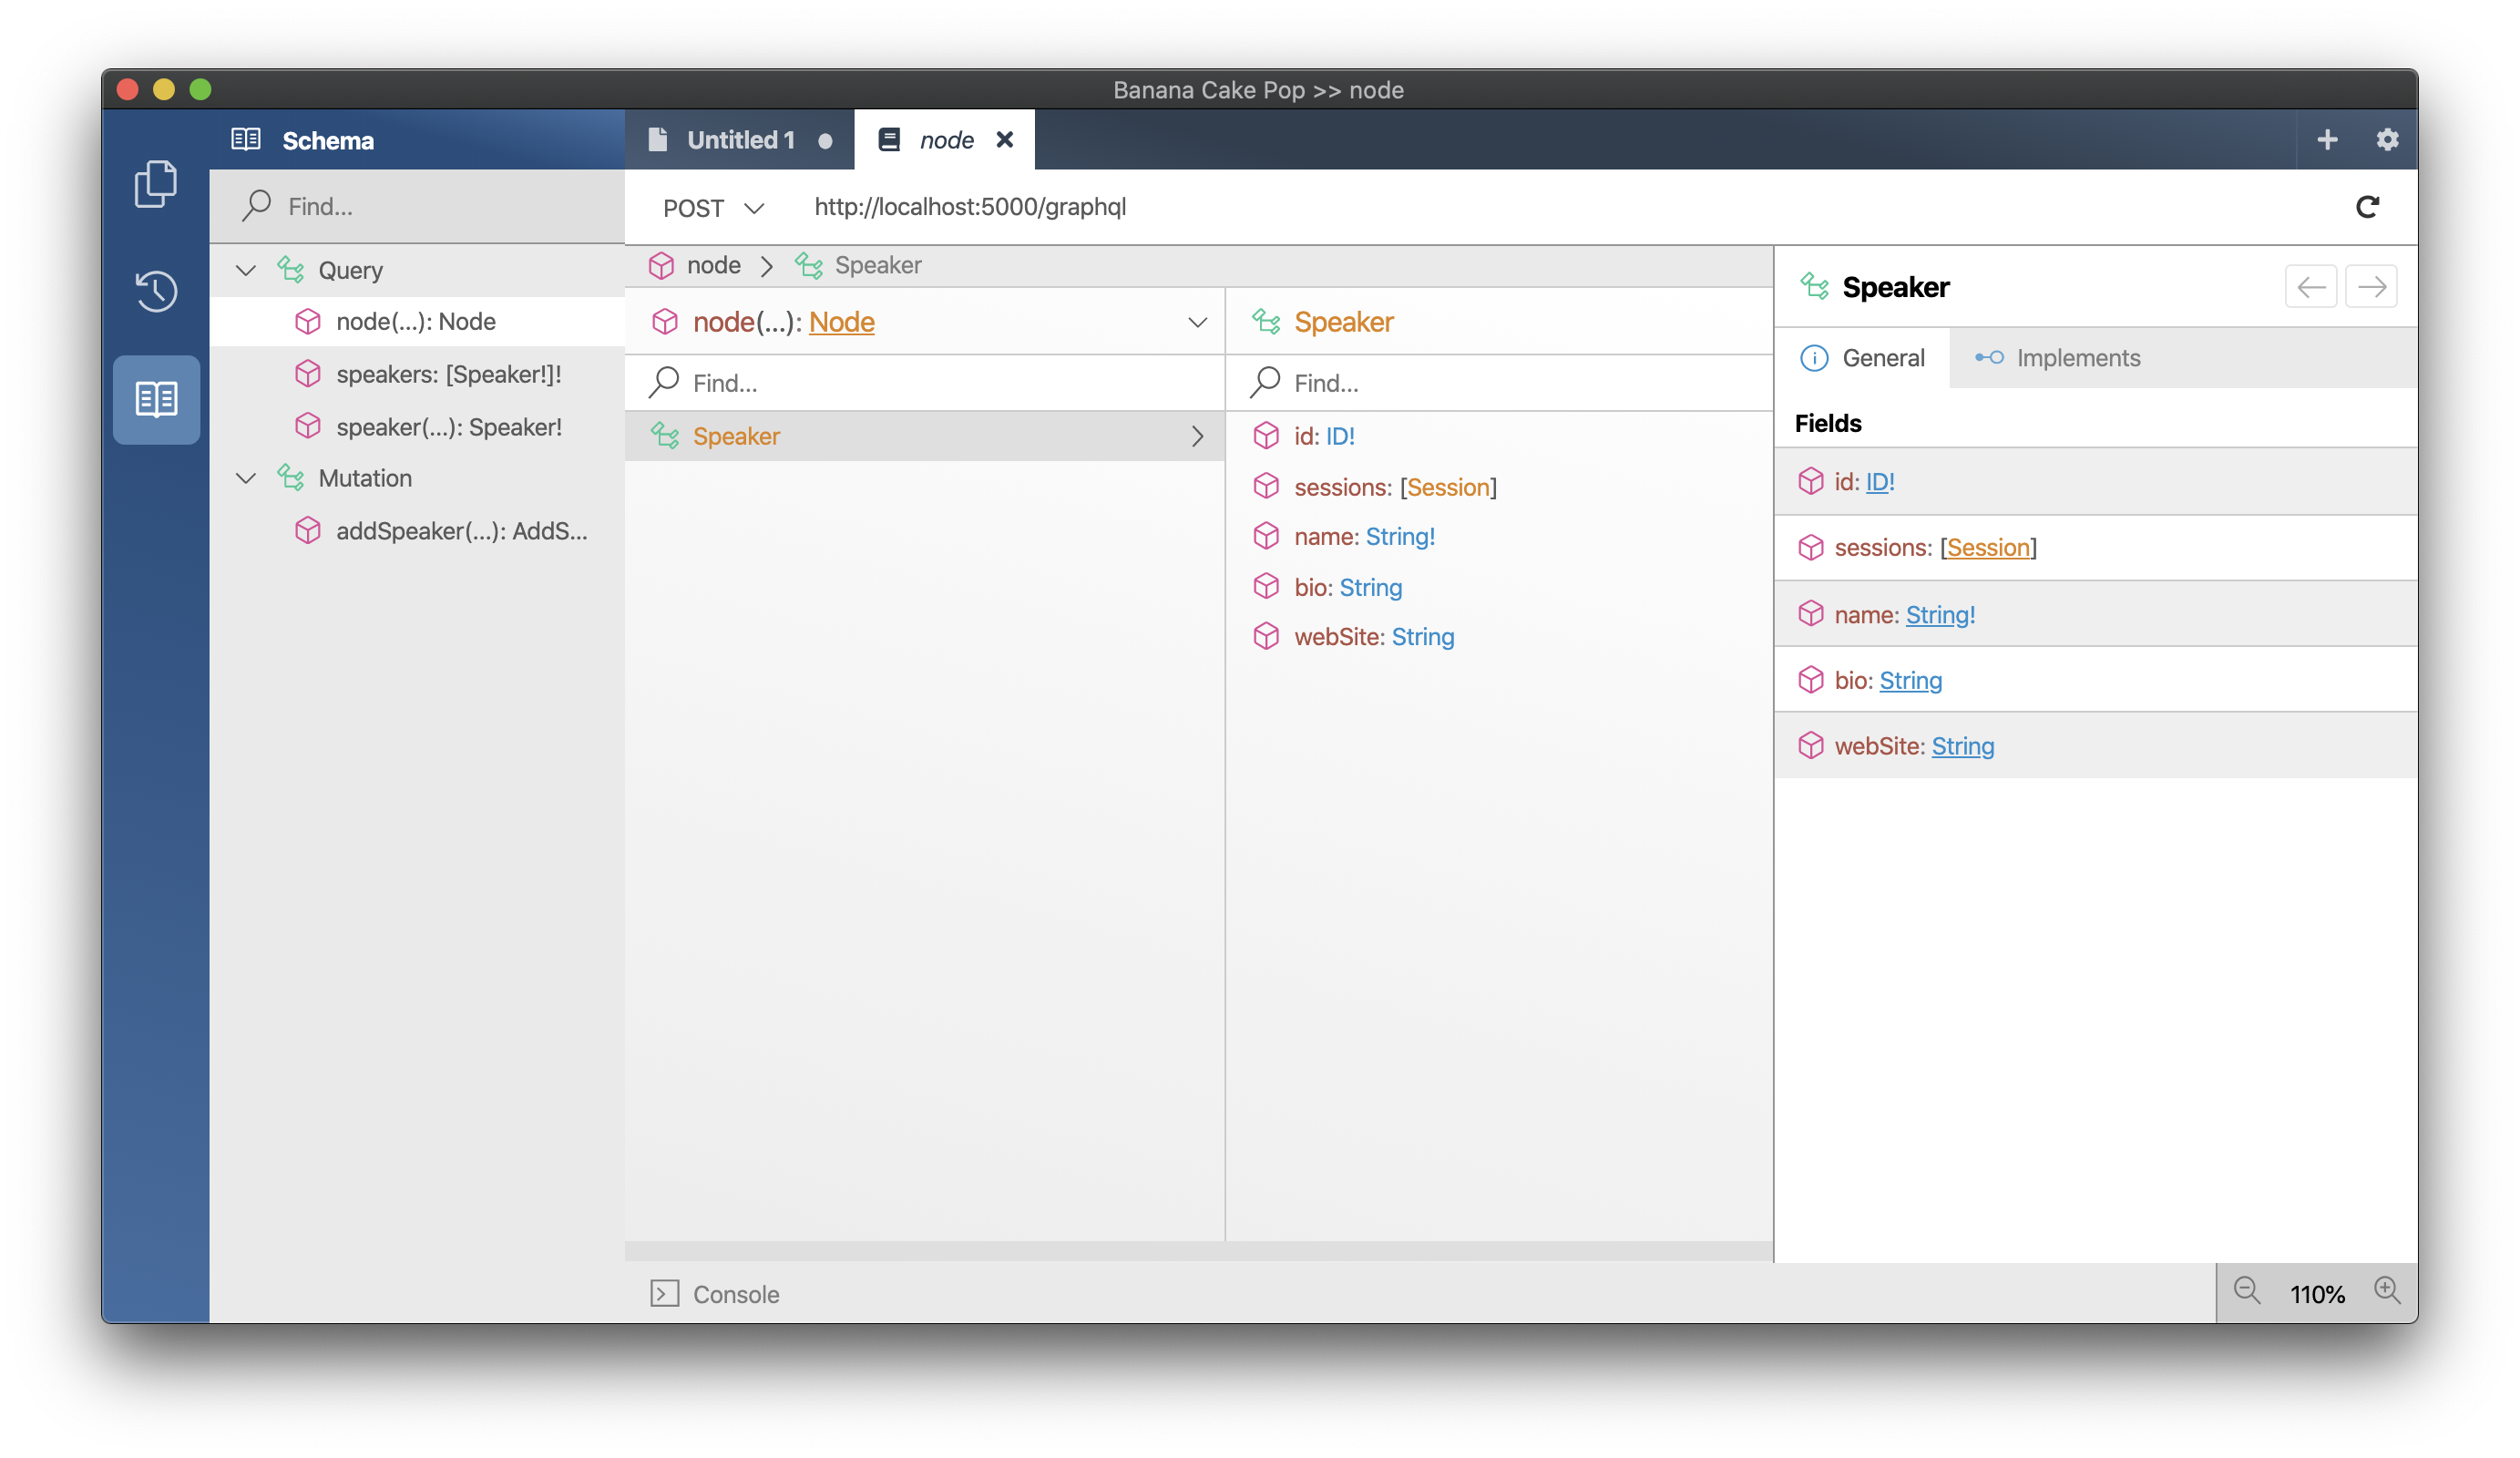 Banana Cake Pop >> node
Schema
Untitled 1
node
Find...
POST
http://localhost:5000/graphql
Query
node(...): Node
speakers: [Speaker!]!
speaker(...): Speaker!
Mutation
addSpeaker(...): AddS...
node > Speaker
node(...): Node
Find...
Speaker
Speaker
Find...
id: ID!
sessions: [Session]
name: String!
bio: String
webSite: String
Speaker
General
Implements
Fields
id: ID!
sessions: [Session]
name: String!
bio: String
webSite: String
Console
110%